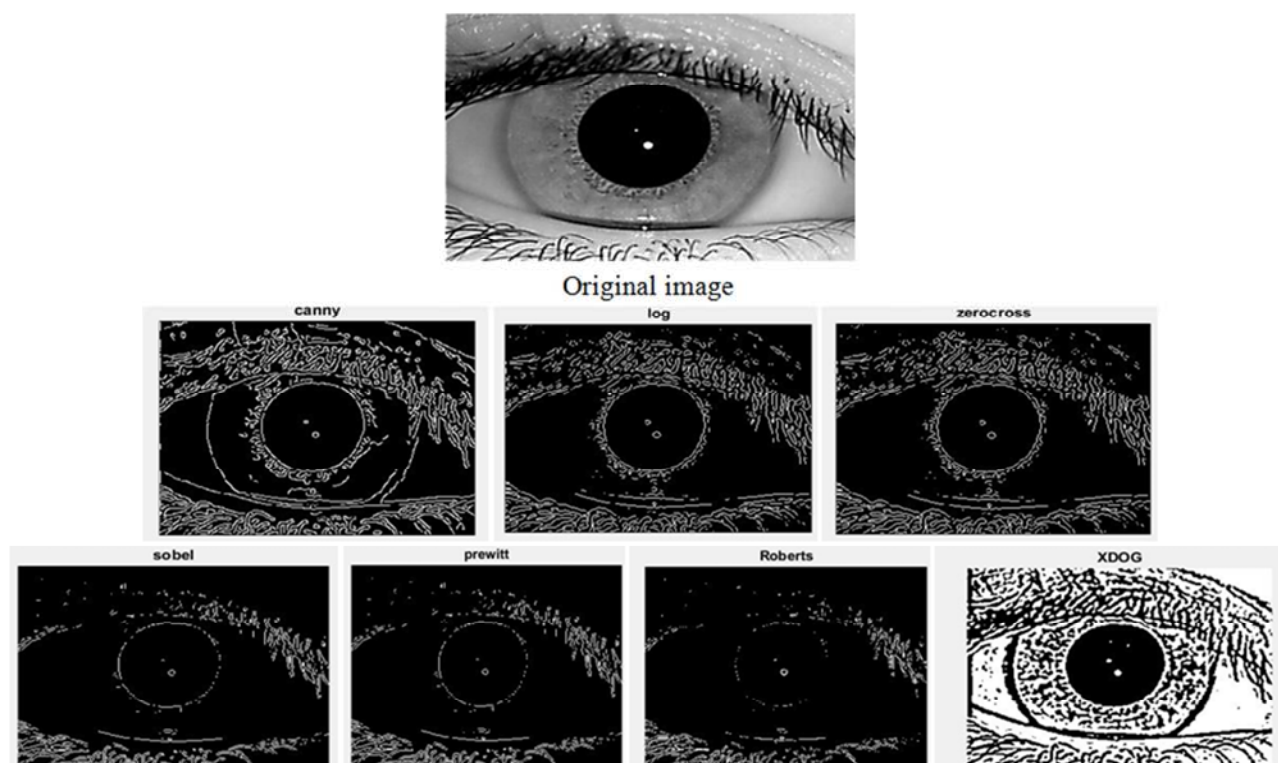 Original image
canny
log
zerocross
sobel
prewitt
Roberts
XDOG